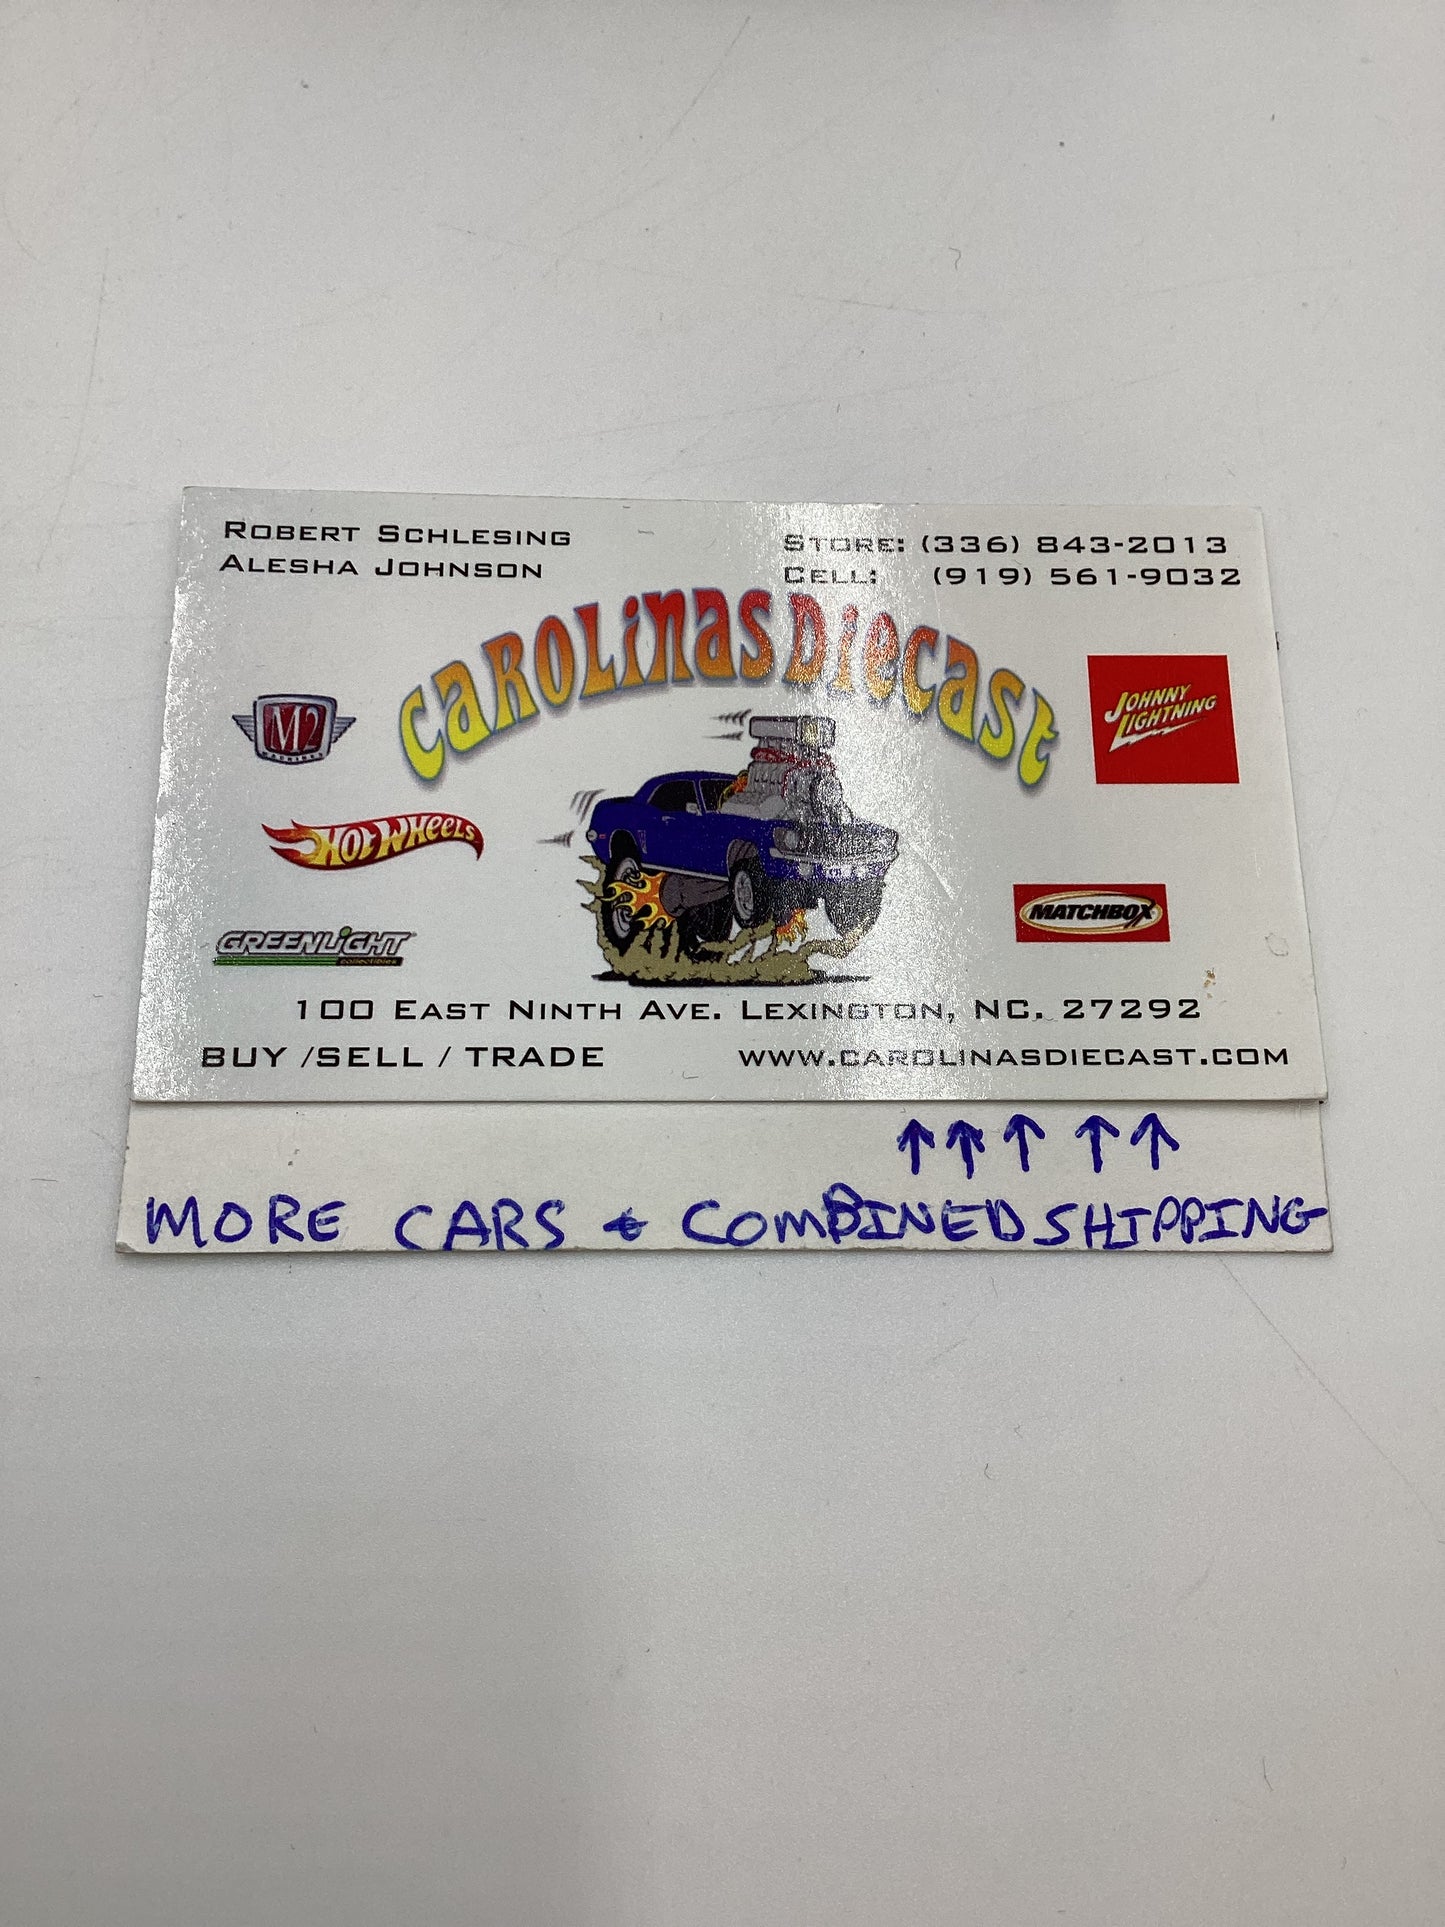 ROBERT SCHLESING
ALESHA JOHNSON
STORE: (336) 843-2013
CELL: (919) 561-9032
CAROLINAS DIECAST
M2
MACHINES
JOHNNY
LIGHTNING
HOT WHEELS
MATCHBOX
GREENLIGHT
collectibles
100 EAST NINTH AVE. LEXINGTON, NC. 27292
BUY /SELL / TRADE
WWW.CAROLINASDIECAST.COM
↑↑↑ ↑↑
MORE CARS & COMBINED SHIPPING